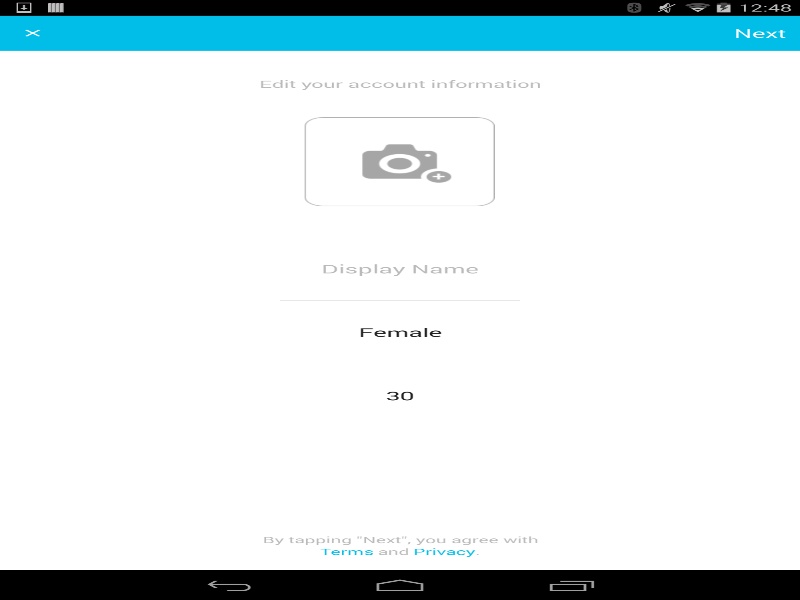 12:48
Next
Edit your account information
Display Name
Female
30
By tapping "Next", you agree with
Terms and Privacy.